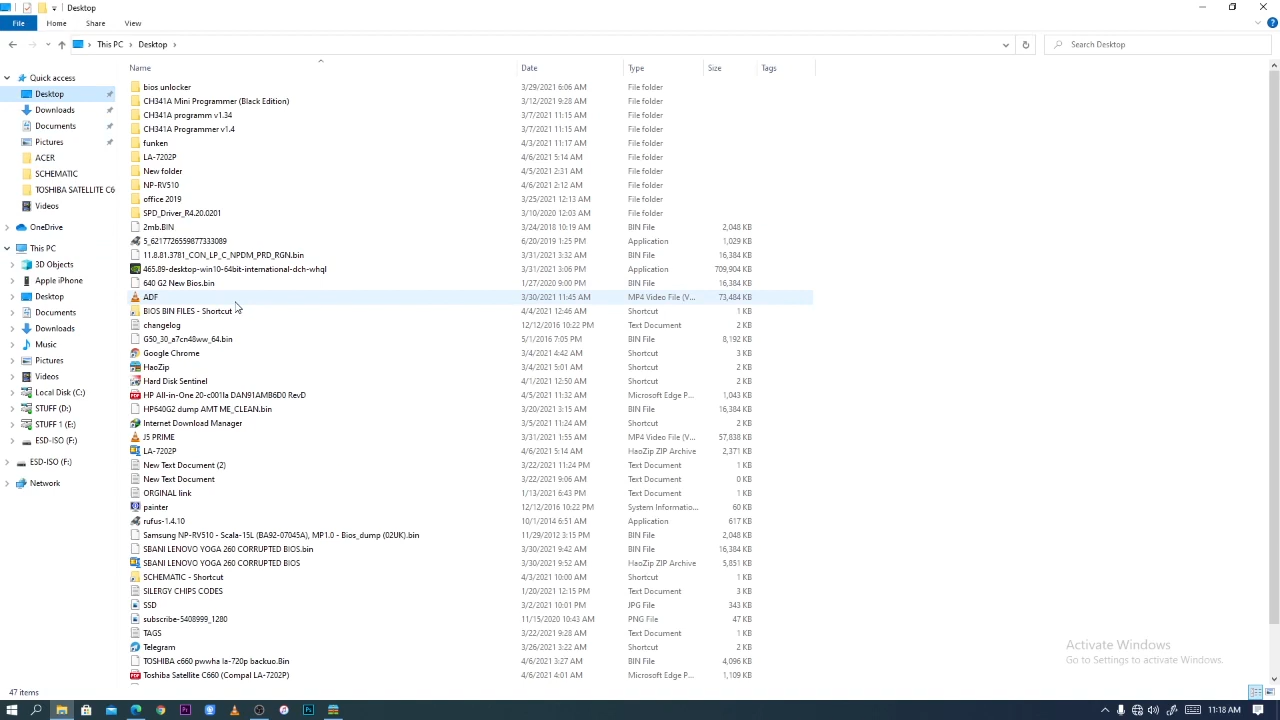 Desktop
File Home Share View
This PC Desktop
Search Desktop
Name Date Type Size Tags
Quick access
Desktop
Downloads
Documents
Pictures
ACER
SCHEMATIC
TOSHIBA SATELLITE C6
Videos
OneDrive
This PC
3D Objects
Apple iPhone
Desktop
Documents
Downloads
Music
Pictures
Videos
Local Disk (C:)
STUFF (D:)
STUFF 1 (E:)
ESD-ISO (F:)
ESD-ISO (F:)
Network
bios unlocker 3/29/2021 6:06 AM File folder
CH341A Mini Programmer (Black Edition) 3/12/2021 9:28 AM File folder
CH341A programm v1.34 3/7/2021 11:15 AM File folder
CH341A Programmer v1.4 3/7/2021 11:15 AM File folder
funken 4/3/2021 11:17 AM File folder
LA-7202P 4/6/2021 5:14 AM File folder
New folder 4/5/2021 2:31 AM File folder
NP-RV510 4/6/2021 2:12 AM File folder
office 2019 3/25/2021 12:13 AM File folder
SPD_Driver_R4.20.0201 3/10/2020 12:03 AM File folder
2mb.BIN 3/24/2018 10:19 AM BIN File 2,048 KB
5_6217726559877333089 6/20/2019 1:25 PM Application 1,029 KB
11.8.81.3781_CON_LP_C_NPDM_PRD_RGN.bin 3/31/2021 3:32 AM BIN File 16,384 KB
465.89-desktop-win10-64bit-international-dch-whql 3/31/2021 3:06 PM Application 709,904 KB
640 G2 New Bios.bin 1/27/2020 9:00 PM BIN File 16,384 KB
ADF 3/30/2021 11:45 AM MP4 Video File (V... 73,484 KB
BIOS BIN FILES - Shortcut 4/4/2021 12:46 AM Shortcut 1 KB
changelog 12/12/2016 10:22 PM Text Document 2 KB
G50_30_a7cn48ww_64.bin 5/1/2016 7:05 PM BIN File 8,192 KB
Google Chrome 3/4/2021 4:42 AM Shortcut 3 KB
HaoZip 3/4/2021 5:01 AM Shortcut 2 KB
Hard Disk Sentinel 4/1/2021 12:50 AM Shortcut 2 KB
HP All-in-One 20-c001la DAN91AMB6D0 RevD 4/5/2021 11:32 AM Microsoft Edge P... 1,043 KB
HP640G2 dump AMT ME_CLEAN.bin 3/20/2021 3:15 AM BIN File 16,384 KB
Internet Download Manager 3/5/2021 11:24 AM Shortcut 2 KB
J5 PRIME 3/31/2021 1:55 AM MP4 Video File (V... 57,838 KB
LA-7202P 4/6/2021 5:14 AM HaoZip ZIP Archive 2,371 KB
New Text Document (2) 3/22/2021 11:24 PM Text Document 1 KB
New Text Document 3/22/2021 9:06 AM Text Document 0 KB
ORGINAL link 1/13/2021 6:43 PM Text Document 1 KB
painter 12/12/2016 10:22 PM System Informatio... 60 KB
rufus-1.4.10 10/1/2014 6:51 AM Application 617 KB
Samsung NP-RV510 - Scala-15L (BA92-07045A), MP1.0 - Bios_dump (02UK).bin 11/29/2012 3:15 PM BIN File 2,048 KB
SBANI LENOVO YOGA 260 CORRUPTED BIOS.bin 3/30/2021 9:42 AM BIN File 16,384 KB
SBANI LENOVO YOGA 260 CORRUPTED BIOS 3/30/2021 9:52 AM HaoZip ZIP Archive 5,851 KB
SCHEMATIC - Shortcut 4/3/2021 10:00 AM Shortcut 1 KB
SILERGY CHIPS CODES 1/20/2021 12:15 PM Text Document 3 KB
SSD 3/2/2021 10:01 PM JPG File 343 KB
subscribe-5408999_1280 11/15/2020 10:43 AM PNG File 47 KB
TAGS 3/22/2021 9:28 AM Text Document 1 KB
Telegram 3/26/2021 3:22 AM Shortcut 2 KB
TOSHIBA c660 pwwha la-720p backuo.Bin 4/6/2021 3:27 AM BIN File 4,096 KB
Toshiba Satellite C660 (Compal LA-7202P) 4/6/2021 4:01 AM Microsoft Edge P... 1,109 KB
Activate Windows
Go to Settings to activate Windows.
47 items
11:18 AM